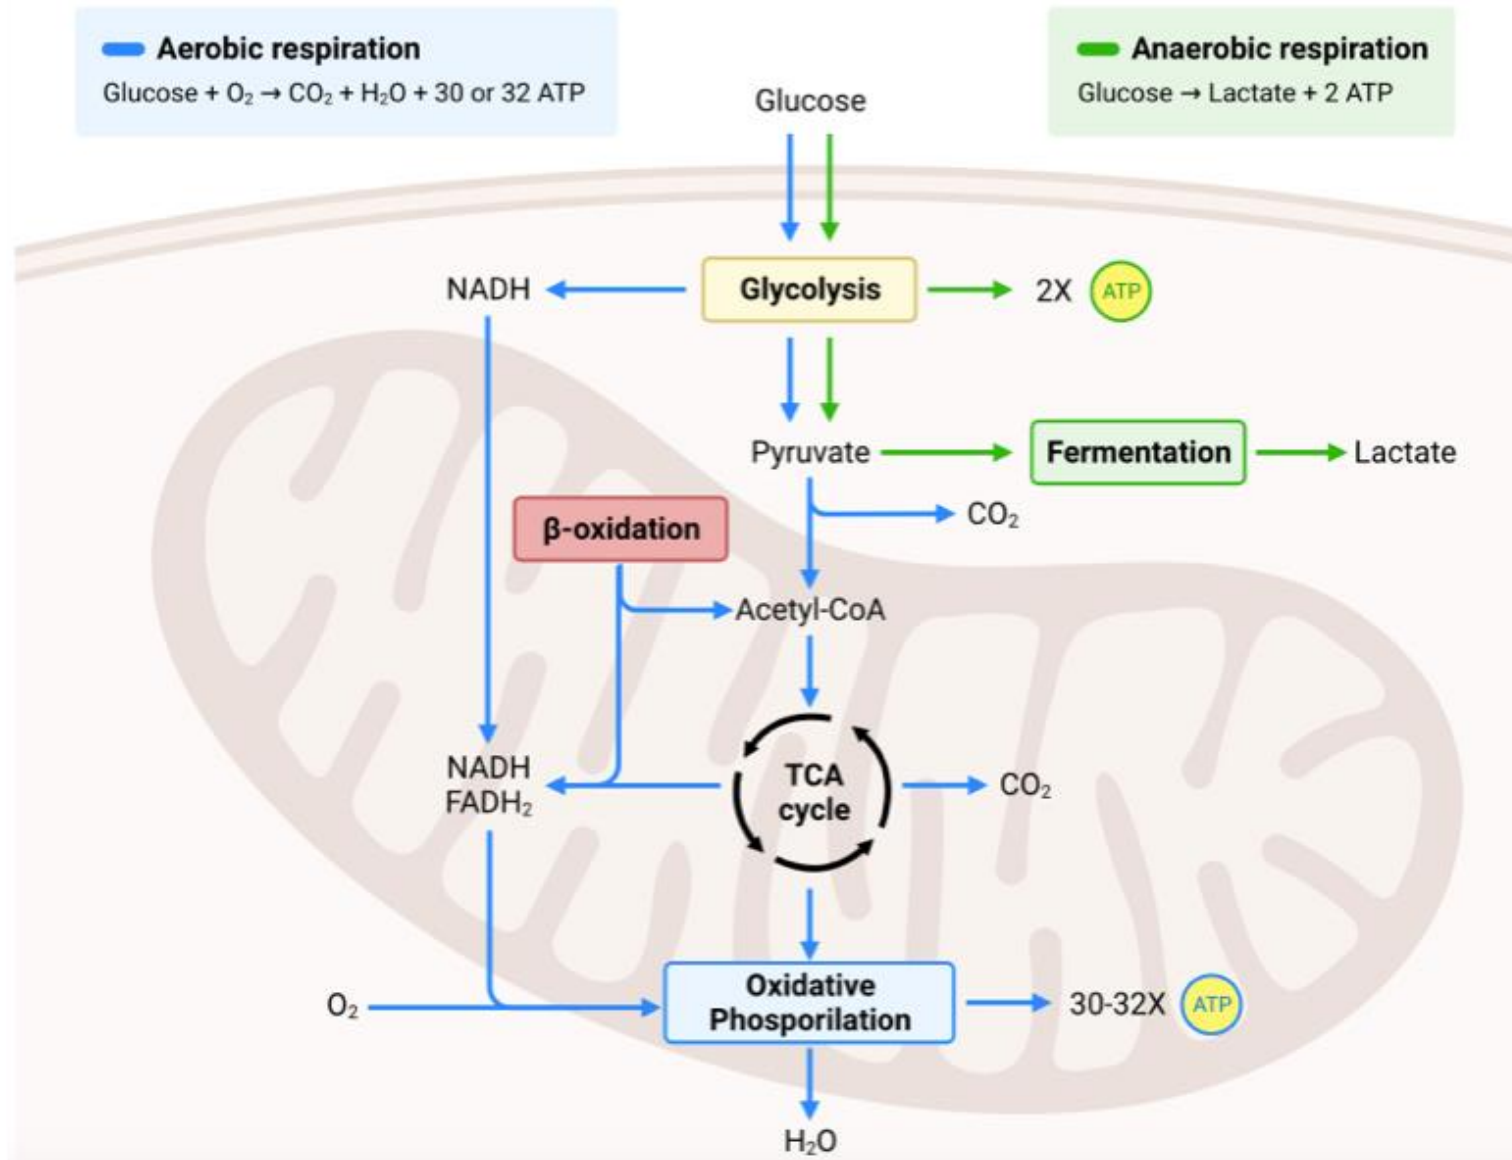 Aerobic respiration
Glucose + O₂ → CO₂ + H₂O + 30 or 32 ATP
Anaerobic respiration
Glucose → Lactate + 2 ATP
Glucose
NADH
Glycolysis
2X ATP
Pyruvate
Fermentation
Lactate
CO₂
β-oxidation
Acetyl-CoA
NADH
FADH₂
TCA
cycle
CO₂
O₂
Oxidative
Phosporilation
30-32X ATP
H₂O